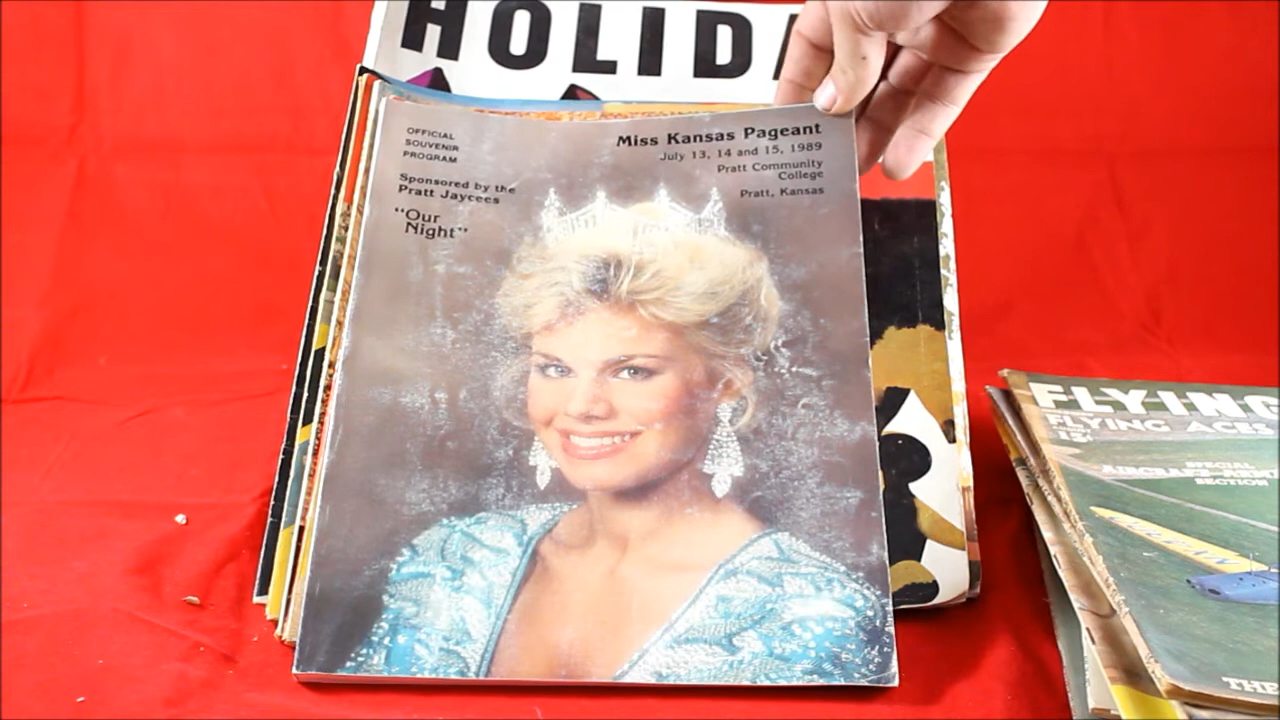 HOLIDA
OFFICIAL
SOUVENIR
PROGRAM
Sponsored by the
Pratt Jaycees
"Our
Night"
Miss Kansas Pageant
July 13, 14 and 15, 1989
Pratt Community
College
Pratt, Kansas
FLYING
FLYING ACES
15¢
SPECIAL
SECTION
THE